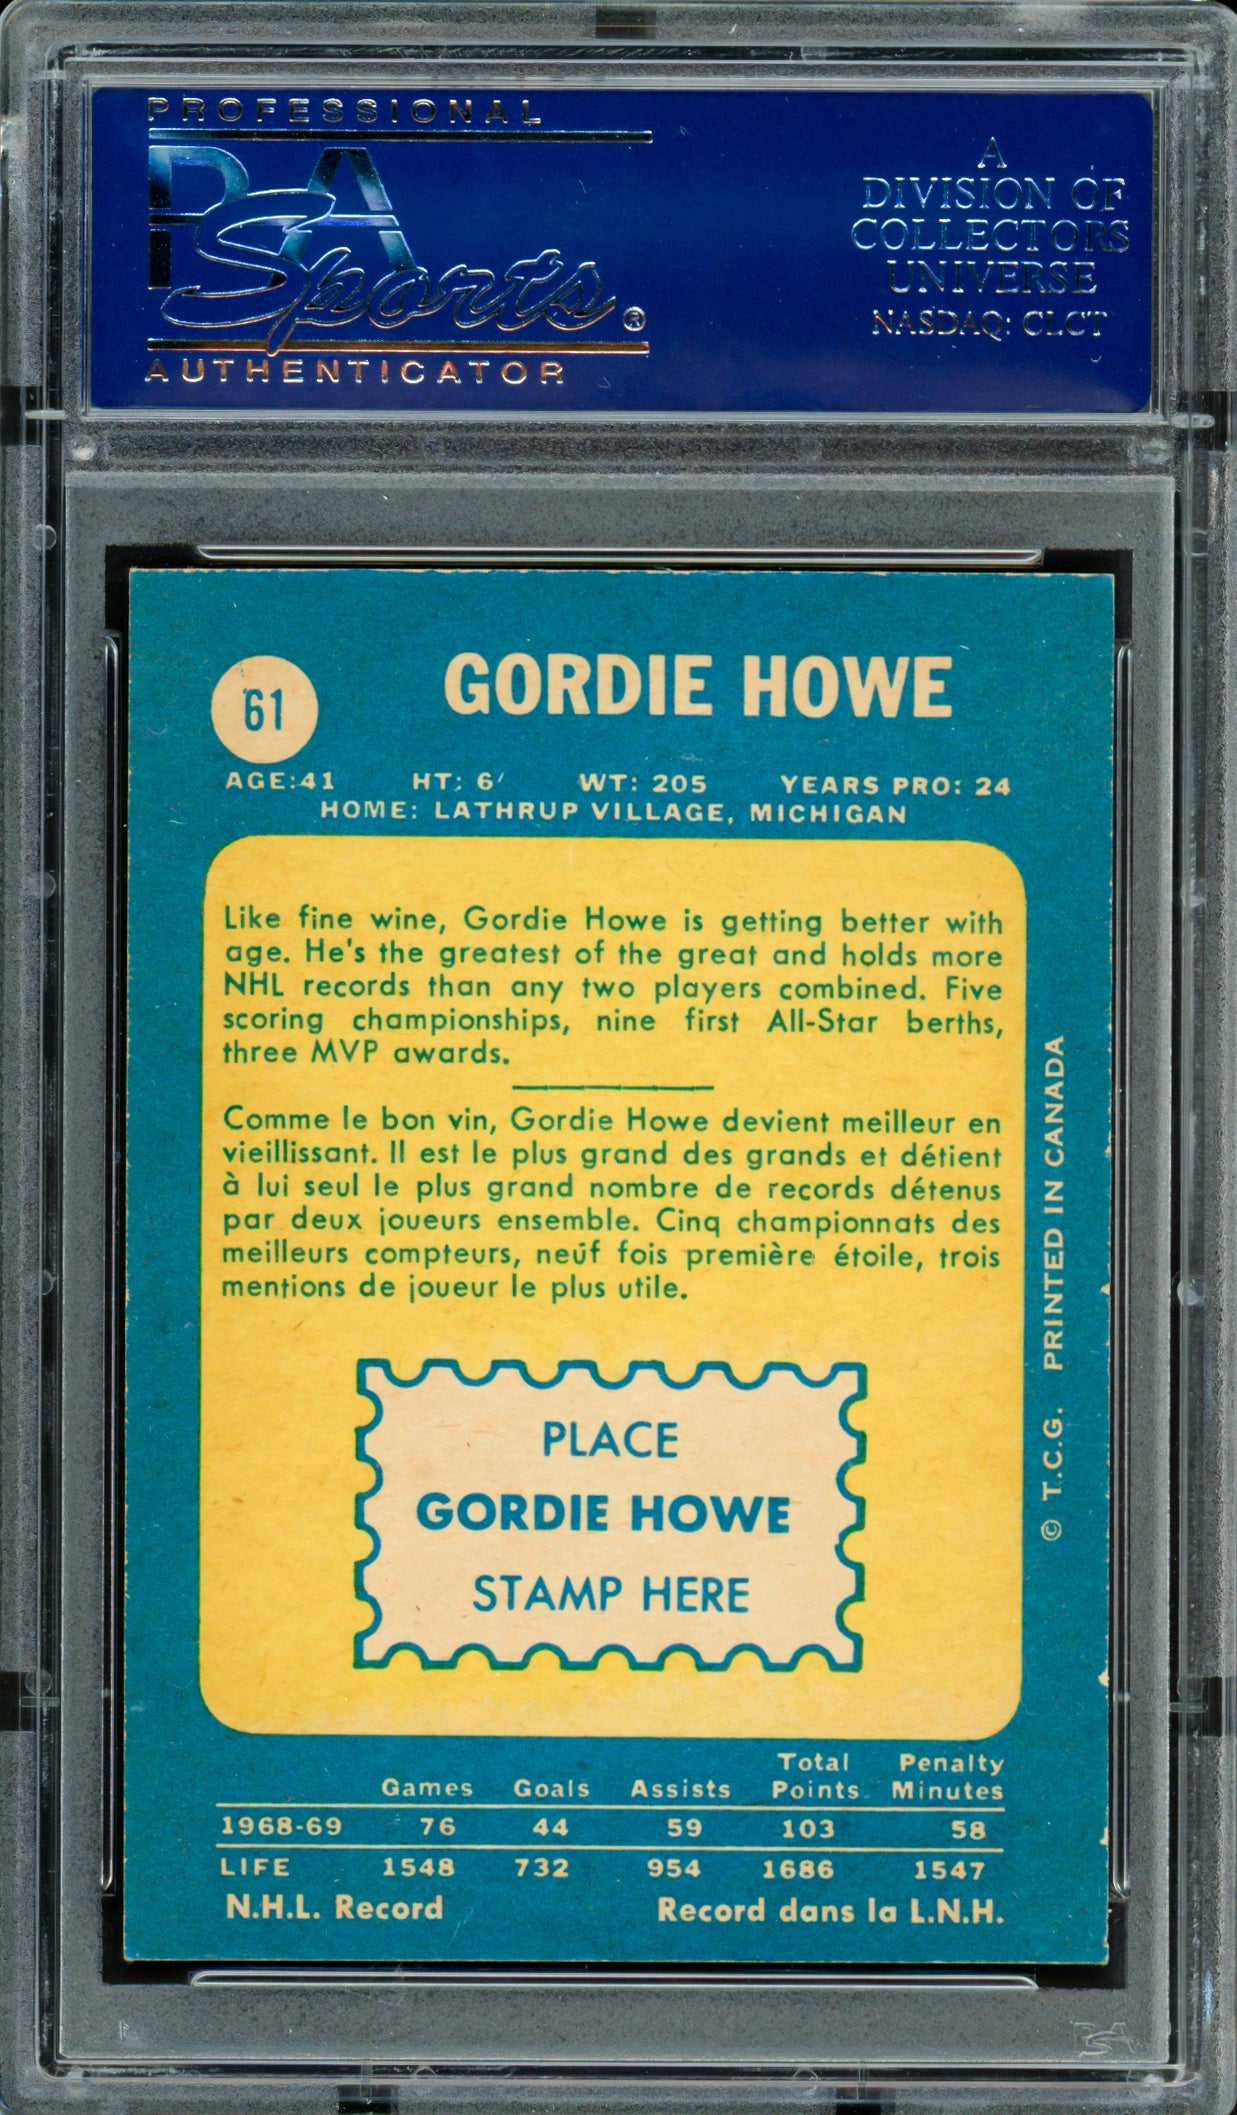 PROFESSIONAL
PSA
Sports®
AUTHENTICATOR
A
DIVISION OF
COLLECTORS
UNIVERSE
NASDAQ: CLCT
61
GORDIE HOWE
AGE:41 HT: 6' WT: 205 YEARS PRO: 24
HOME: LATHRUP VILLAGE, MICHIGAN
Like fine wine, Gordie Howe is getting better with
age. He's the greatest of the great and holds more
NHL records than any two players combined. Five
scoring championships, nine first All-Star berths,
three MVP awards.
Comme le bon vin, Gordie Howe devient meilleur en
vieillissant. Il est le plus grand des grands et détient
à lui seul le plus grand nombre de records détenus
par deux joueurs ensemble. Cinq championnats des
meilleurs compteurs, neuf fois première étoile, trois
mentions de joueur le plus utile.
PLACE
GORDIE HOWE
STAMP HERE
© T.C.G. PRINTED IN CANADA
Total Penalty
Games Goals Assists Points Minutes
1968-69 76 44 59 103 58
LIFE 1548 732 954 1686 1547
N.H.L. Record Record dans la L.N.H.
PSA